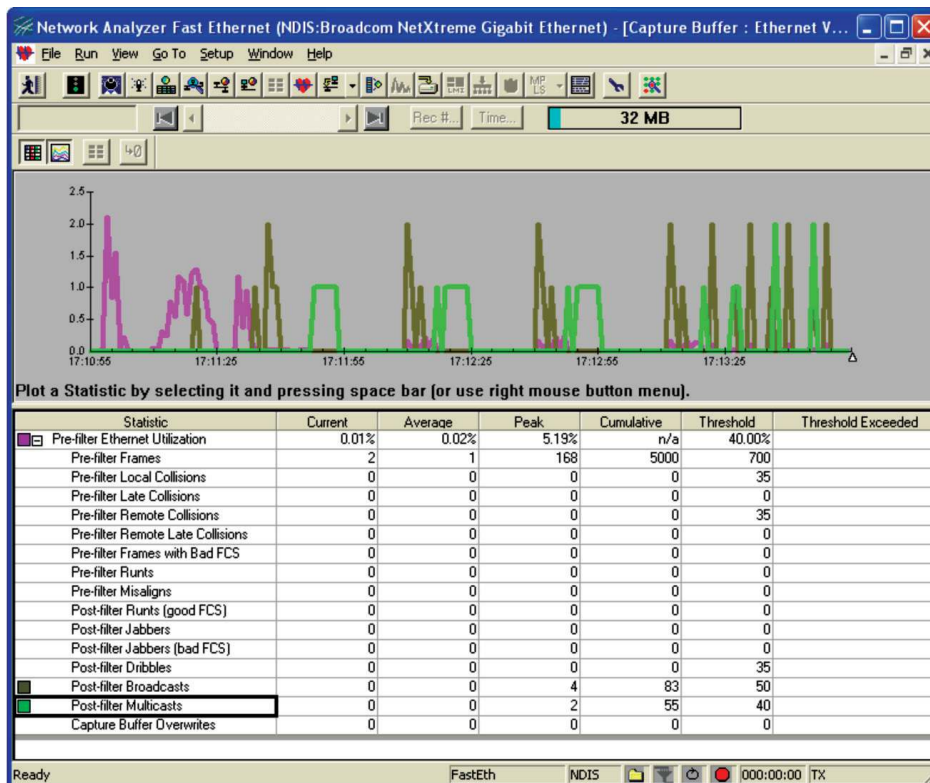 Network Analyzer Fast Ethernet (NDIS:Broadcom NetXtreme Gigabit Ethernet) - [Capture Buffer : Ethernet V...
File Run View Go To Setup Window Help
MP LS
Rec #... Time... 32 MB
2.5
2.0
1.5
1.0
0.5
0.0
17:10:55 17:11:25 17:11:55 17:12:25 17:12:55 17:13:25
Plot a Statistic by selecting it and pressing space bar (or use right mouse button menu).
Statistic Current Average Peak Cumulative Threshold Threshold Exceeded
Pre-filter Ethernet Utilization 0.01% 0.02% 5.19% n/a 40.00%
Pre-filter Frames 2 1 168 5000 700
Pre-filter Local Collisions 0 0 0 0 35
Pre-filter Late Collisions 0 0 0 0 0
Pre-filter Remote Collisions 0 0 0 0 35
Pre-filter Remote Late Collisions 0 0 0 0 0
Pre-filter Frames with Bad FCS 0 0 0 0 0
Pre-filter Runts 0 0 0 0 0
Pre-filter Misaligns 0 0 0 0 0
Post-filter Runts (good FCS) 0 0 0 0 0
Post-filter Jabbers 0 0 0 0 0
Post-filter Jabbers (bad FCS) 0 0 0 0 0
Post-filter Dribbles 0 0 0 0 35
Post-filter Broadcasts 0 0 4 83 50
Post-filter Multicasts 0 0 2 55 40
Capture Buffer Overwrites 0 0 0 0 0
Ready FastEth NDIS 000:00:00 TX